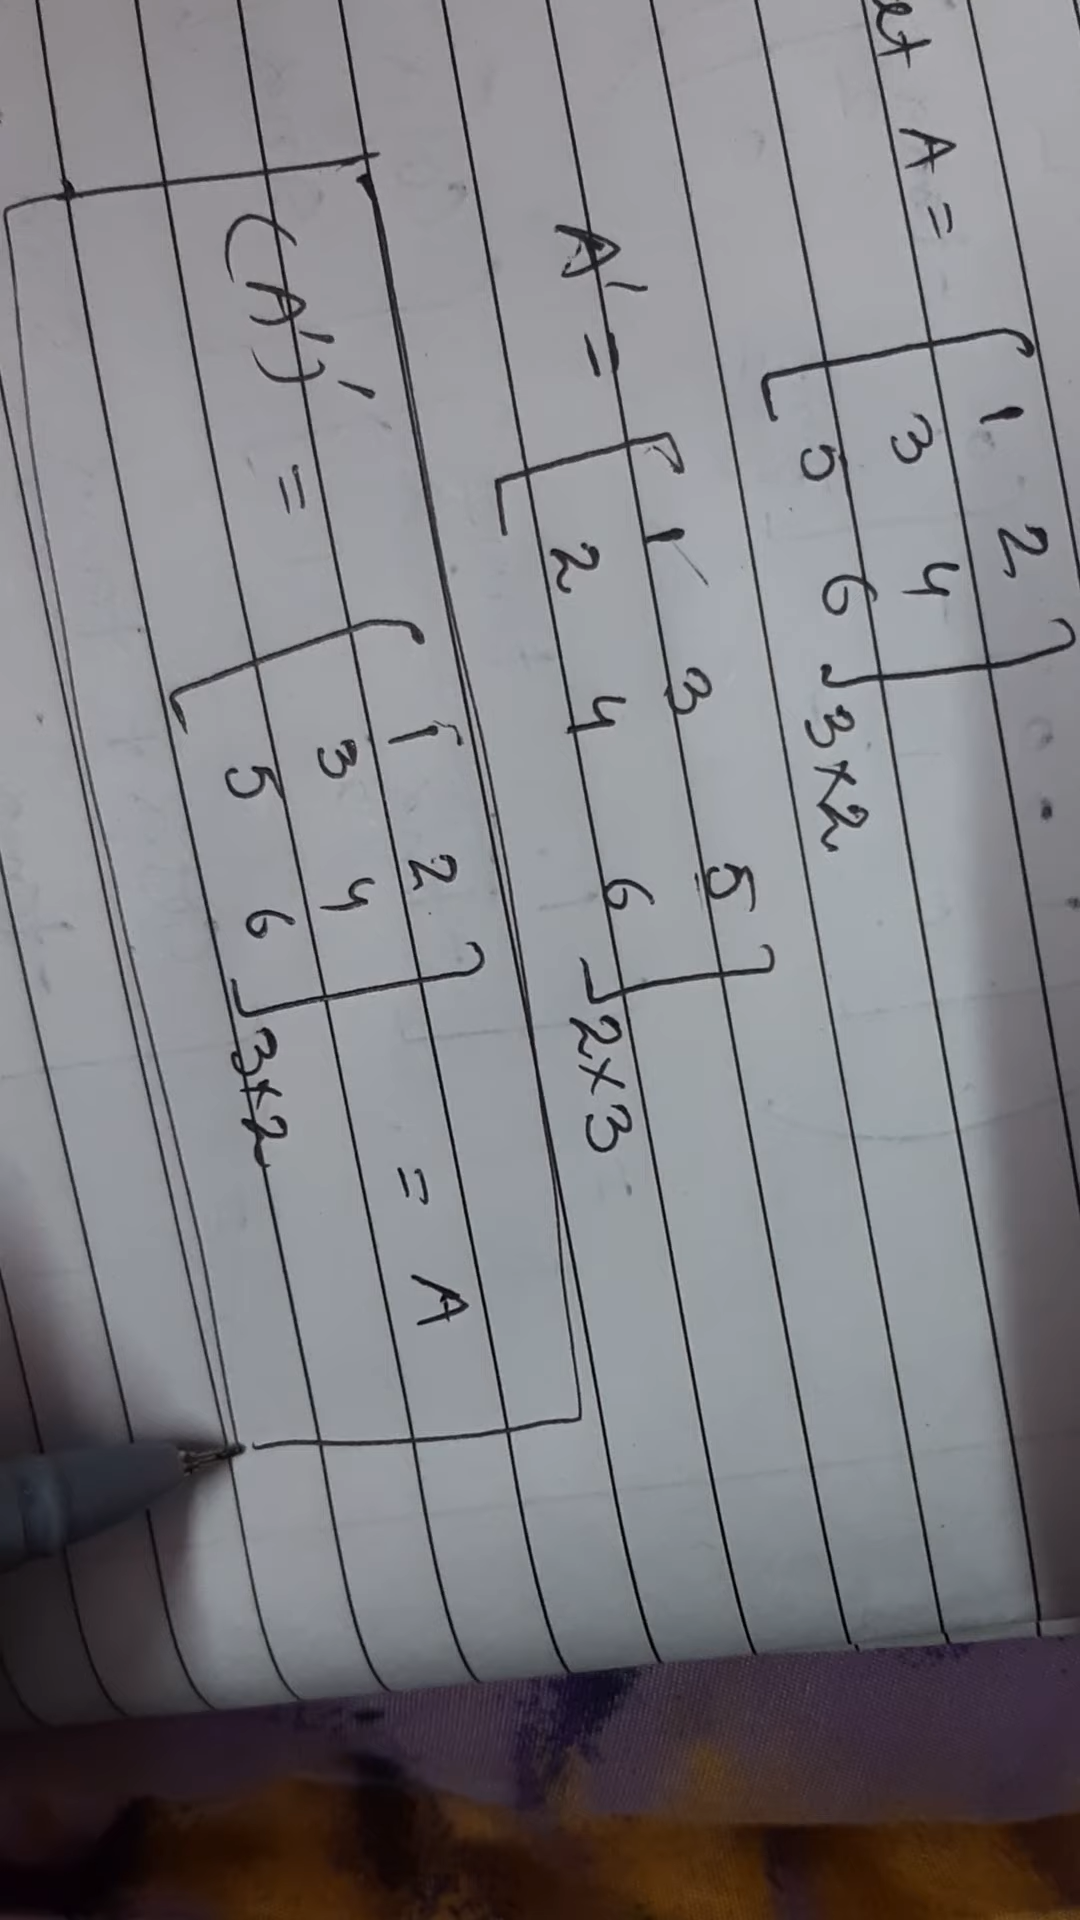 et A = [1 2
3 4
5 6] 3×2
A' = [1 3 5
2 4 6] 2×3
(A')' = [1 2
3 4
5 6] 3×2 = A